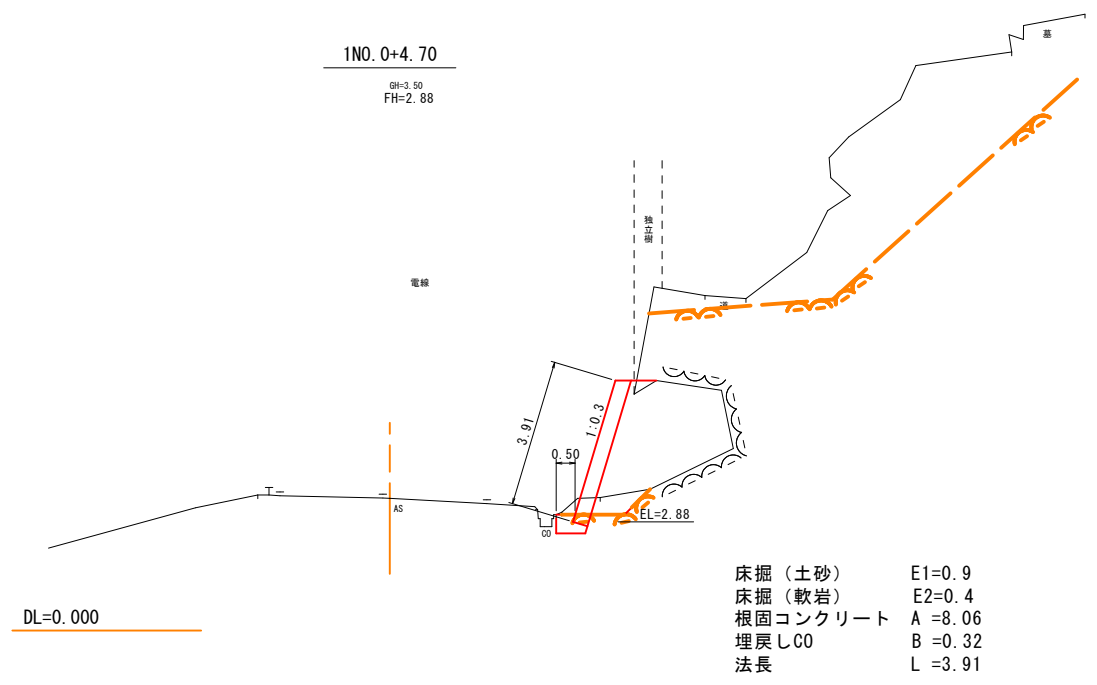 1NO.0+4.70
GH=3.50
FH=2.88
墓
独立樹
電線
道
3.91
1:0.3
0.50
AS
CO
EL=2.88
DL=0.000
床掘（土砂） E1=0.9
床掘（軟岩） E2=0.4
根固コンクリート A =8.06
埋戻しCO B =0.32
法長 L =3.91